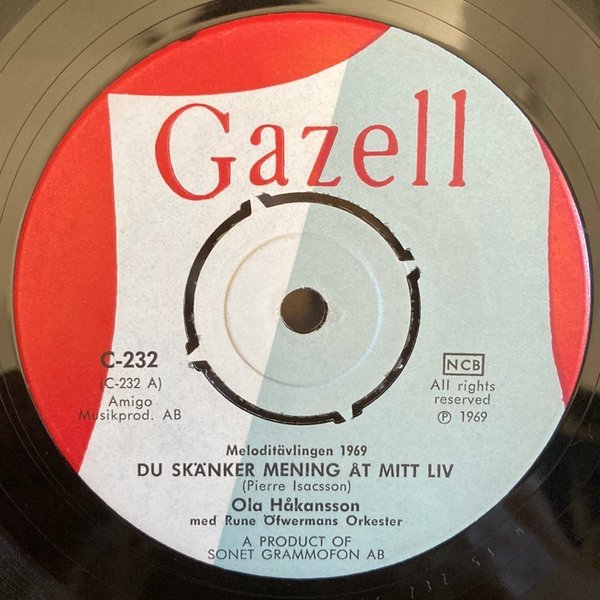 Gazell
C-232
(C-232 A)
Amigo
Musikprod. AB
NCB
All rights
reserved
Ⓟ 1969
Meloditävlingen 1969
DU SKÄNKER MENING ÅT MITT LIV
(Pierre Isacsson)
Ola Håkansson
med Rune Öfwermans Orkester
A PRODUCT OF
SONET GRAMMOFON AB